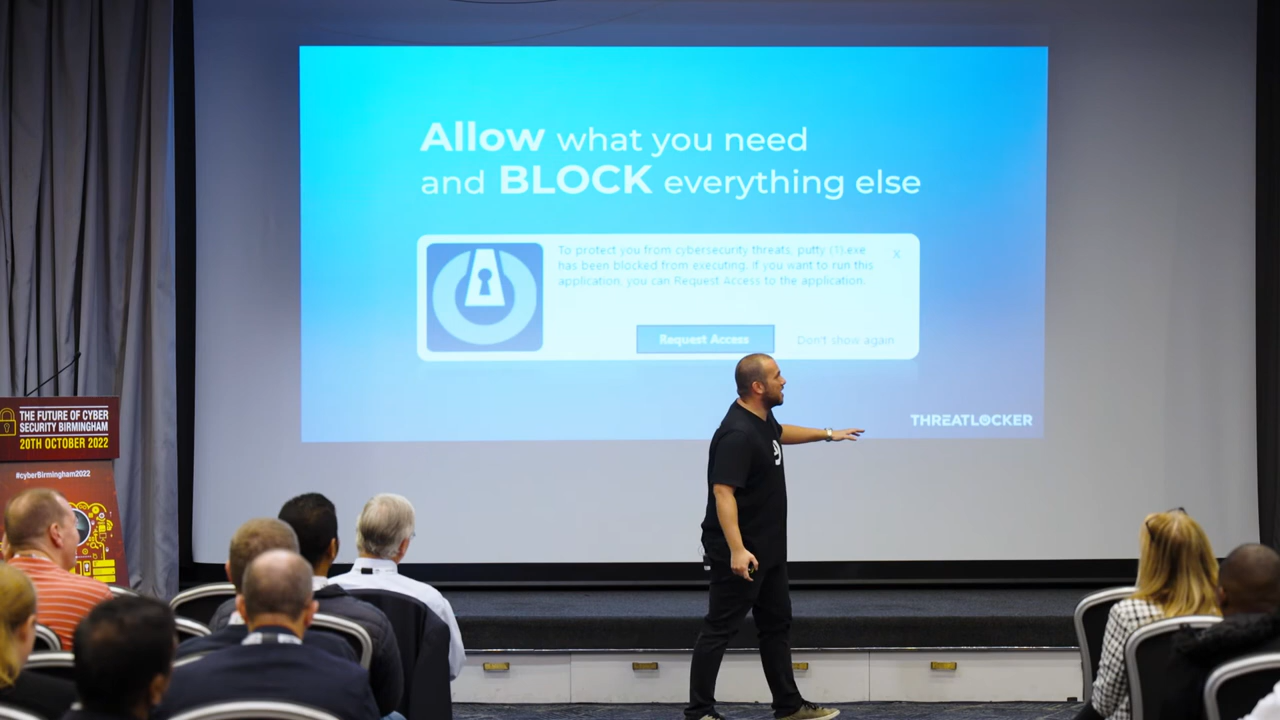 Allow what you need
and BLOCK everything else
To protect you from cybersecurity threats, putty (1).exe
has been blocked from executing. If you want to run this
application, you can Request Access to the application.
X
Request Access
Don't show again
THREATLOCKER
THE FUTURE OF CYBER
SECURITY BIRMINGHAM
20TH OCTOBER 2022
#cyberBirmingham2022